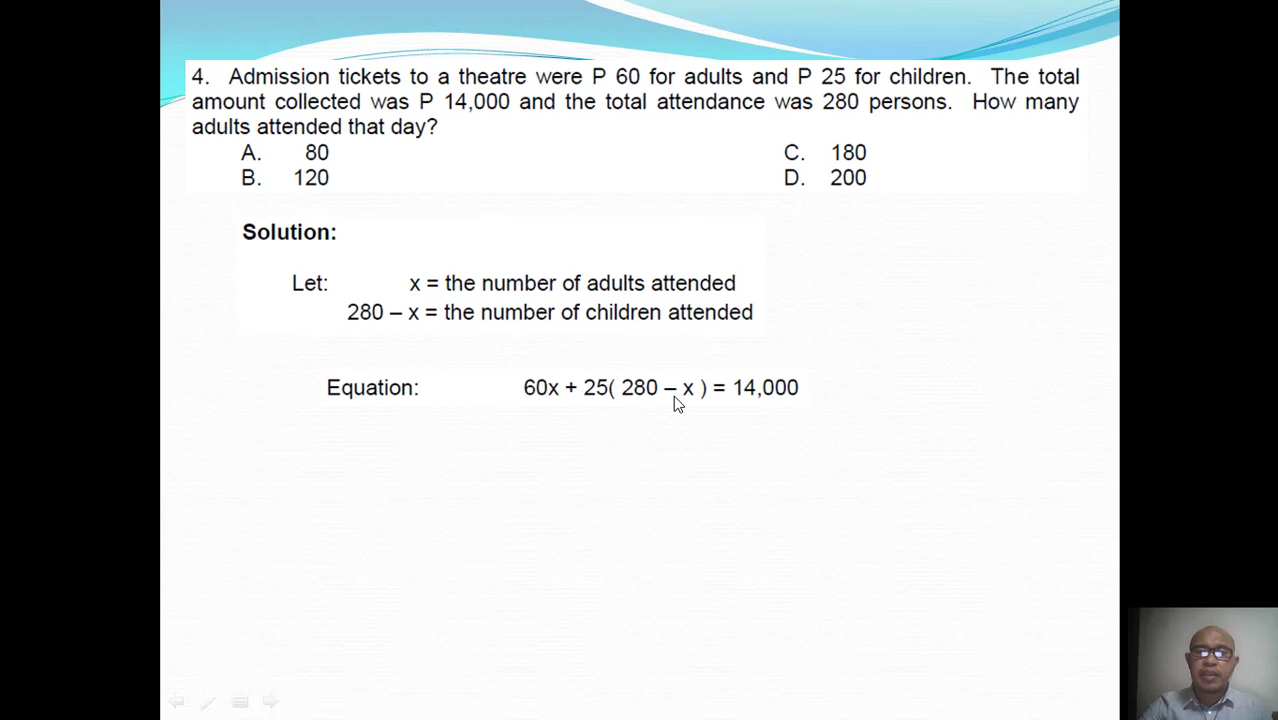 4. Admission tickets to a theatre were P 60 for adults and P 25 for children. The total
amount collected was P 14,000 and the total attendance was 280 persons. How many
adults attended that day?
A. 80 C. 180
B. 120 D. 200
Solution:
Let: x = the number of adults attended
280 – x = the number of children attended
Equation: 60x + 25( 280 – x ) = 14,000